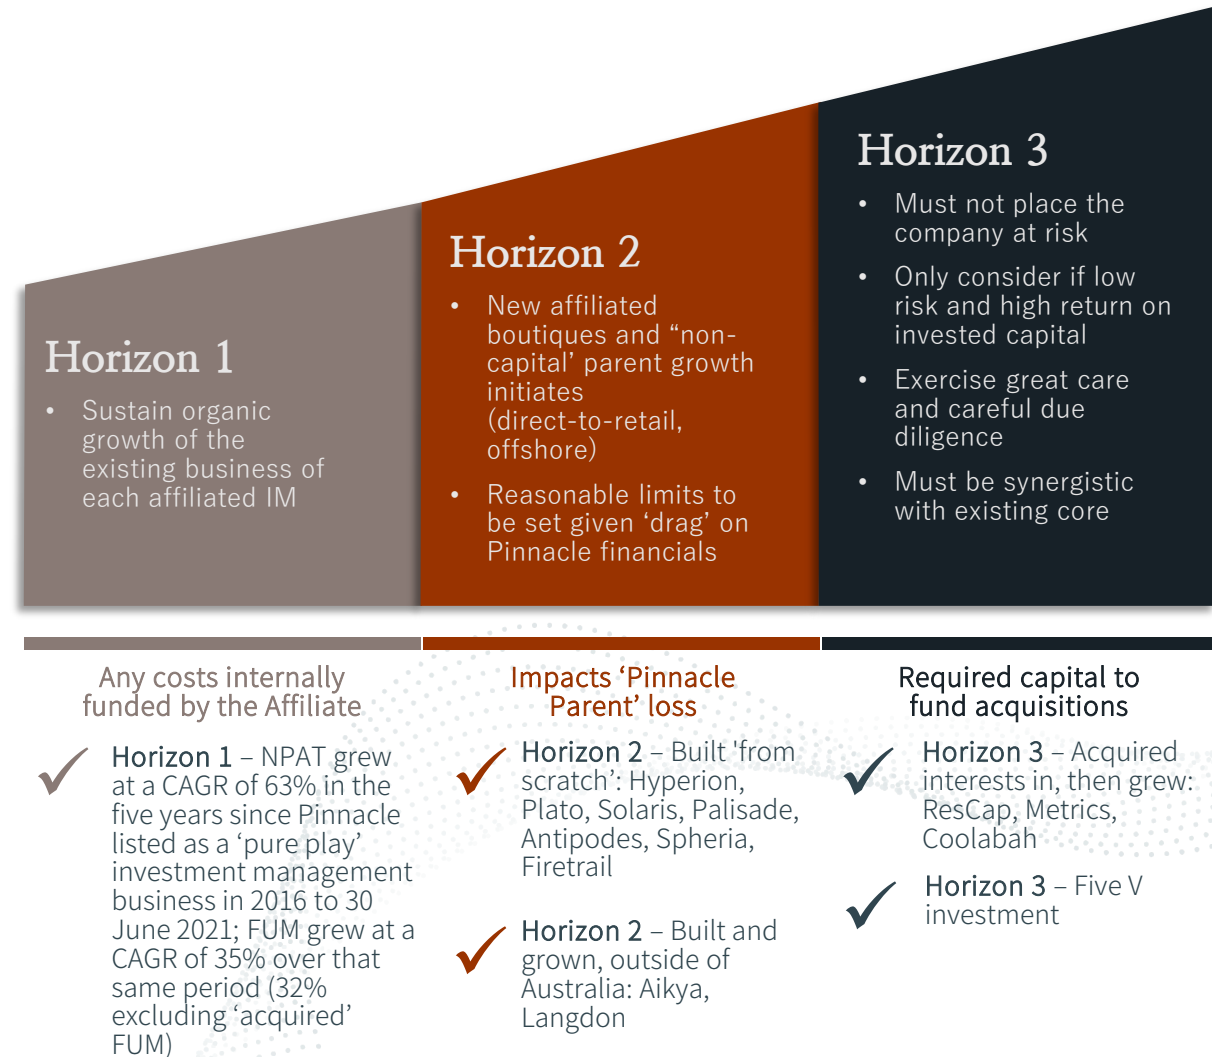 Horizon 1
• Sustain organic
growth of the
existing business of
each affiliated IM
Horizon 2
• New affiliated
boutiques and “non-
capital’ parent growth
initiates
(direct-to-retail,
offshore)
• Reasonable limits to
be set given ‘drag’ on
Pinnacle financials
Horizon 3
• Must not place the
company at risk
• Only consider if low
risk and high return on
invested capital
• Exercise great care
and careful due
diligence
• Must be synergistic
with existing core
Any costs internally
funded by the Affiliate
Horizon 1 – NPAT grew
at a CAGR of 63% in the
five years since Pinnacle
listed as a ‘pure play’
investment management
business in 2016 to 30
June 2021; FUM grew at a
CAGR of 35% over that
same period (32%
excluding ‘acquired’
FUM)
Impacts ‘Pinnacle
Parent’ loss
Horizon 2 – Built 'from
scratch’: Hyperion,
Plato, Solaris, Palisade,
Antipodes, Spheria,
Firetrail
Horizon 2 – Built and
grown, outside of
Australia: Aikya,
Langdon
Required capital to
fund acquisitions
Horizon 3 – Acquired
interests in, then grew:
ResCap, Metrics,
Coolabah
Horizon 3 – Five V
investment